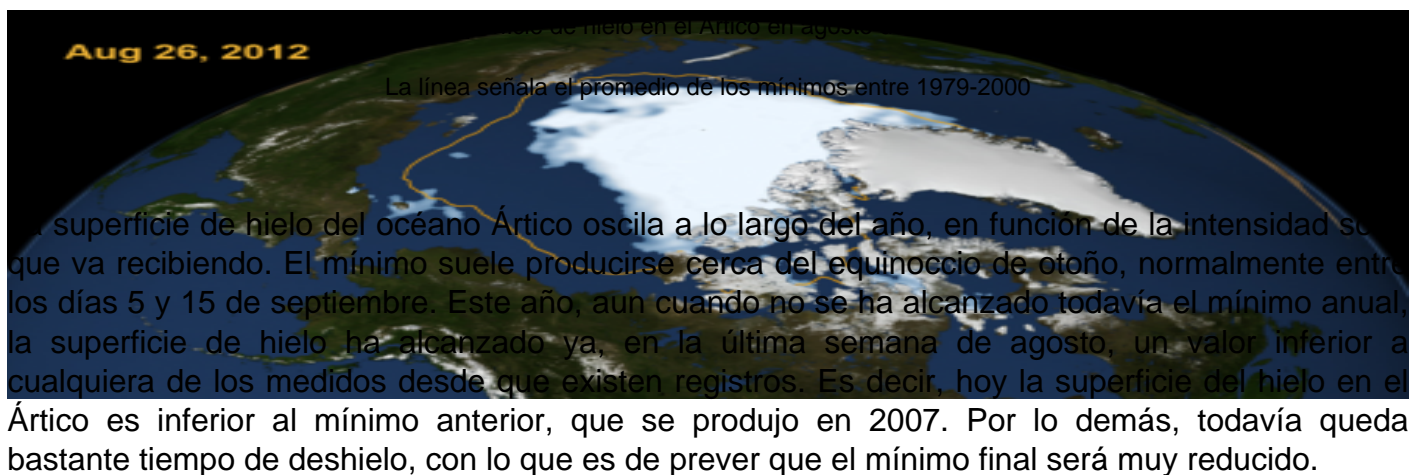 de hielo en el Ártico en agosto
Aug 26, 2012
La línea señala el promedio de los mínimos entre 1979-2000
superficie de hielo del océano Ártico oscila a lo largo del año, en función de la intensidad
que va recibiendo. El mínimo suele producirse cerca del equinoccio de otoño, normalmente entre
los días 5 y 15 de septiembre. Este año, aun cuando no se ha alcanzado todavía el mínimo anual,
la superficie de hielo ha alcanzado ya, en la última semana de agosto, un valor inferior a
cualquiera de los medidos desde que existen registros. Es decir, hoy la superficie del hielo en el
Ártico es inferior al mínimo anterior, que se produjo en 2007. Por lo demás, todavía queda
bastante tiempo de deshielo, con lo que es de prever que el mínimo final será muy reducido.